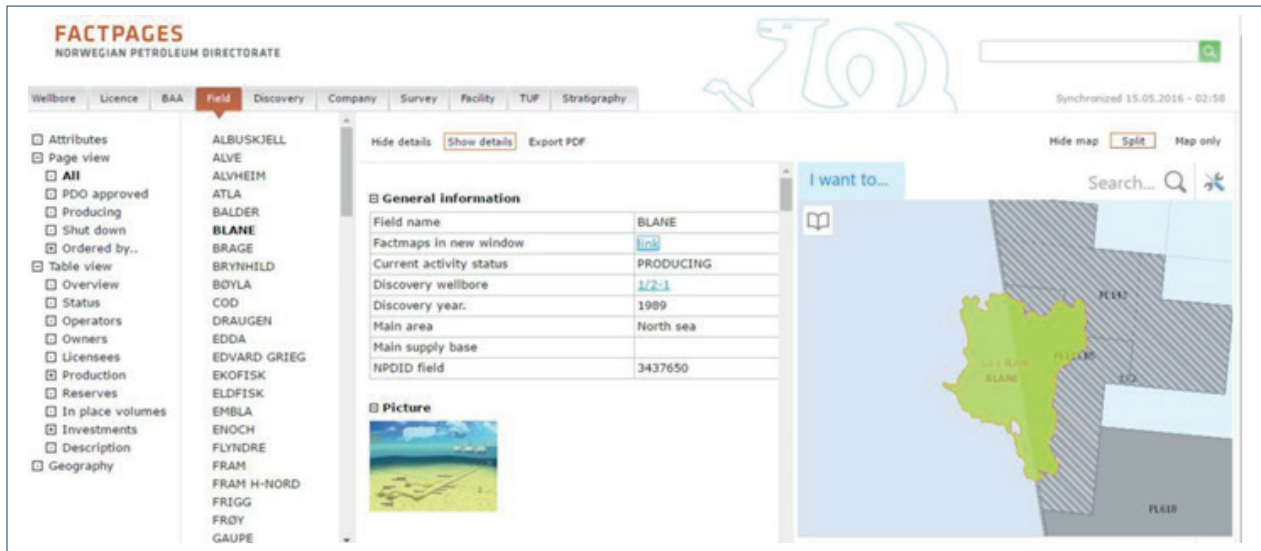 FACTPAGES
NORWEGIAN PETROLEUM DIRECTORATE
Wellbore Licence BAA Field Discovery Company Survey Facility TUF Stratigraphy
Synchronized 15.05.2016 - 02:58
Attributes
Page view
All
PDO approved
Producing
Shut down
Ordered by..
Table view
Overview
Status
Operators
Owners
Licensees
Production
Reserves
In place volumes
Investments
Description
Geography
ALBUSKJELL
ALVE
ALVHEIM
ATLA
BALDER
BLANE
BRAGE
BRYNHILD
BØYLA
COD
DRAUGEN
EDDA
EDVARD GRIEG
EKOFISK
ELDFISK
EMBLA
ENOCH
FLYNDRE
FRAM
FRAM H-NORD
FRIGG
FRØY
GAUPE
Hide details Show details Export PDF
Hide map Split Map only
General information
Field name BLANE
Factmaps in new window link
Current activity status PRODUCING
Discovery wellbore 1/2-1
Discovery year. 1989
Main area North sea
Main supply base
NPDID field 3437650
Picture
I want to...
Search...
PL143
BLANE
PL618